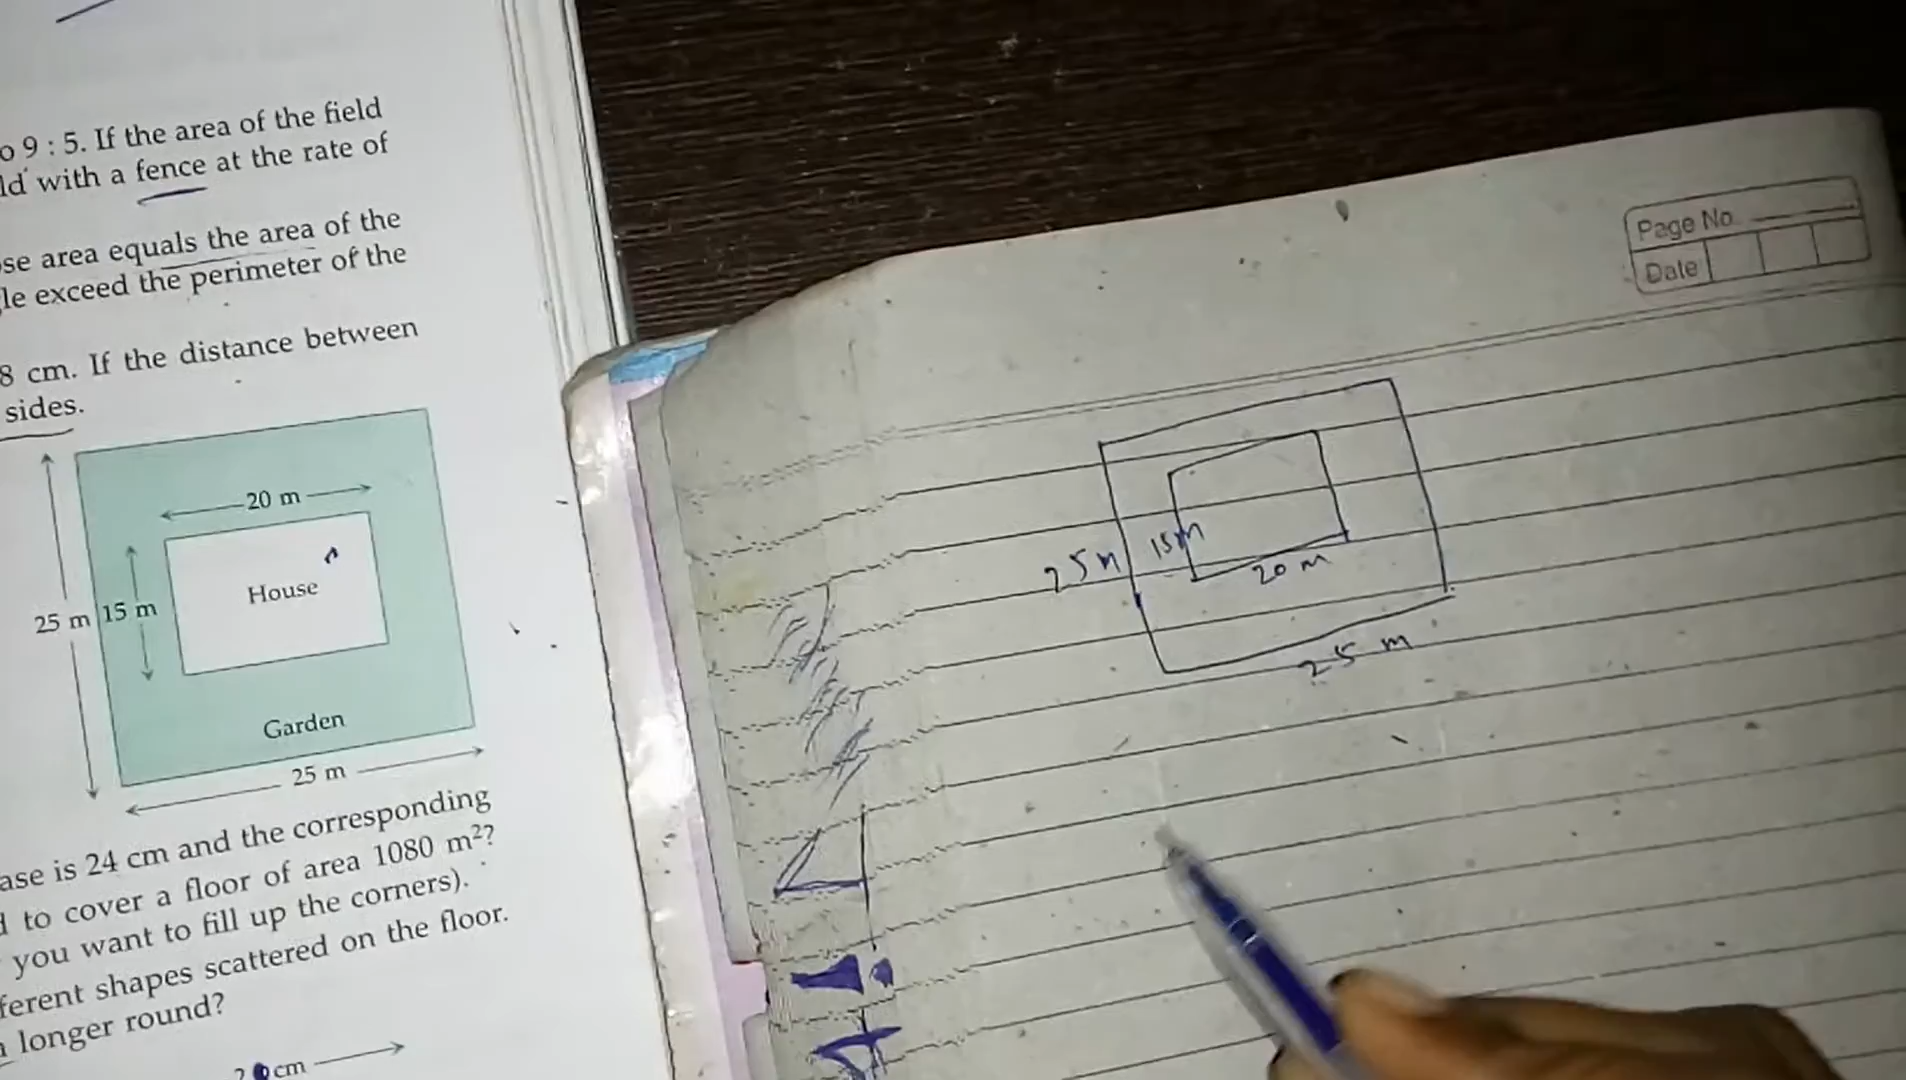 o 9 : 5. If the area of the field
ld with a fence at the rate of
se area equals the area of the
le exceed the perimeter of the
8 cm. If the distance between
sides.
20 m
House
25 m
15 m
Garden
25 m
ase is 24 cm and the corresponding
d to cover a floor of area 1080 m²?
you want to fill up the corners).
ferent shapes scattered on the floor.
longer round?
cm
Page No.
Date
25 m
15m
20 m
25 m